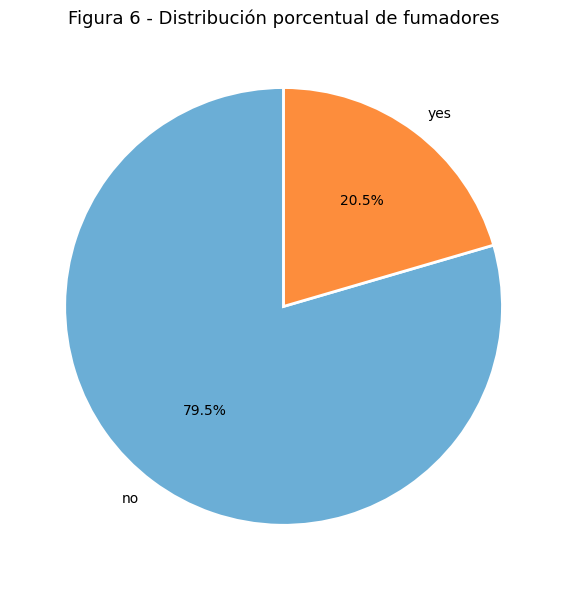 Figura 6 - Distribución porcentual de fumadores
yes
20.5%
79.5%
no